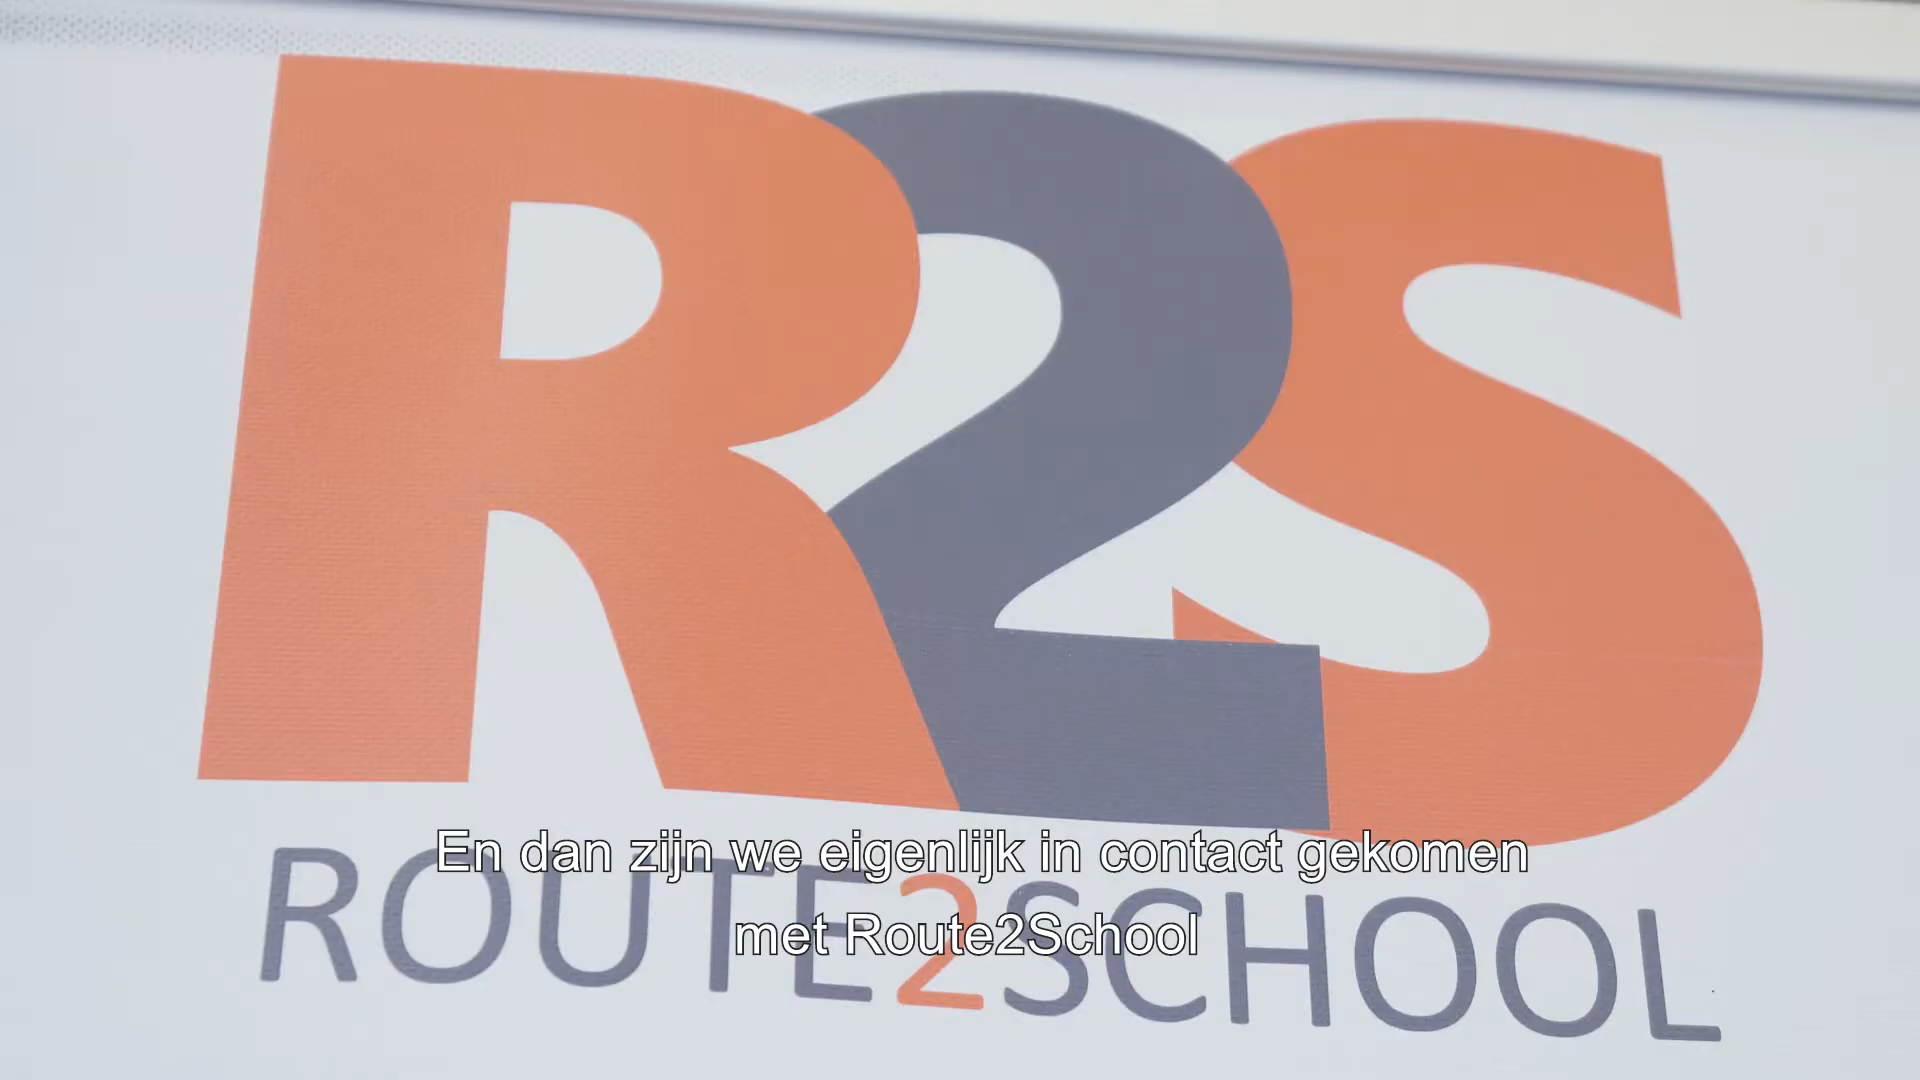 R2S
ROUTE2SCHOOL
En dan zijn we eigenlijk in contact gekomen
met Route2School